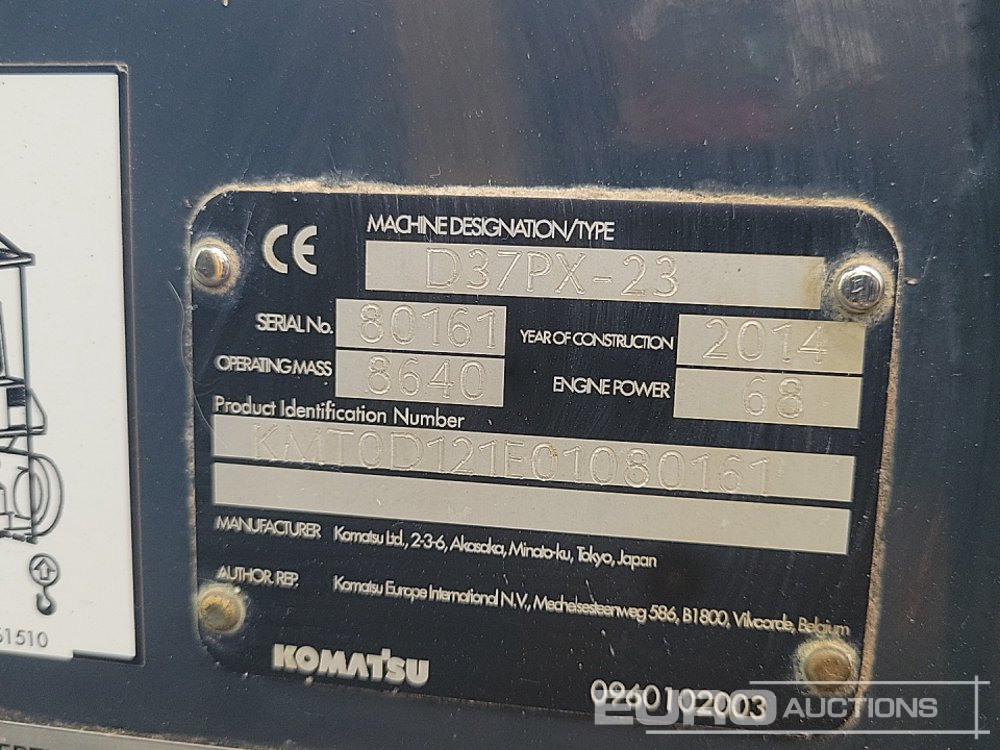 CE
MACHINE DESIGNATION/TYPE
D37PX-23
SERIAL No. 80161 YEAR OF CONSTRUCTION 2014
OPERATING MASS 8640 ENGINE POWER 68
Product Identification Number
KMT0D121E01080161
MANUFACTURER Komatsu Ltd., 2-3-6, Akasaka, Minato-ku, Tokyo, Japan
AUTHOR. REP. Komatsu Europe International N.V., Mechelsesteenweg 586, B1800, Vilvoorde, Belgium
KOMATSU
0960102003
EURO AUCTIONS
51510